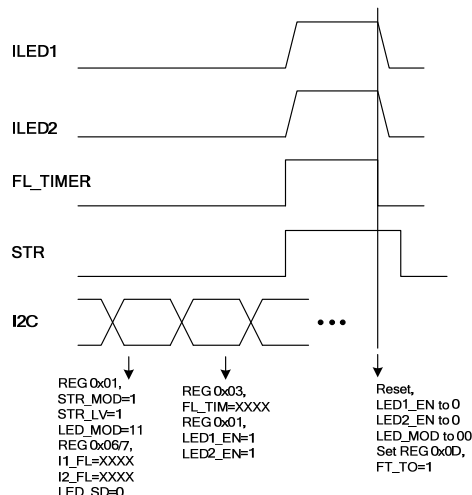 ILED1
ILED2
FL_TIMER
STR
I2C
REG 0x01,
STR_MOD=1
STR_LV=1
LED_MOD=11
REG 0x06/7,
I1_FL=XXXX
I2_FL=XXXX
LED_SD=0
REG 0x03,
FL_TIM=XXXX
REG 0x01,
LED1_EN=1
LED2_EN=1
Reset,
LED1_EN to 0
LED2_EN to 0
LED_MOD to 00
Set REG 0x0D,
FT_TO=1